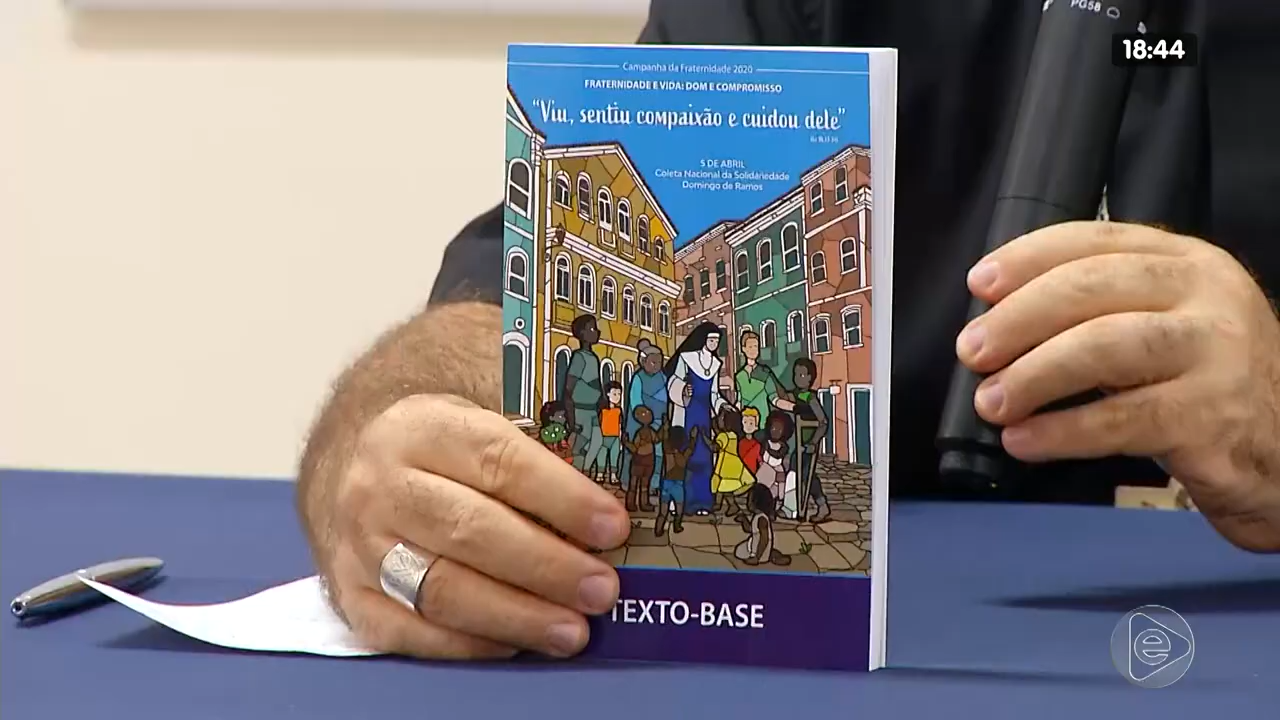 PG58
18:44
Campanha da Fraternidade 2020
FRATERNIDADE E VIDA: DOM E COMPROMISSO
"Viu, sentiu compaixão e cuidou dele"
5 DE ABRIL
Coleta Nacional da Solidariedade
Domingo de Ramos
TEXTO-BASE
e